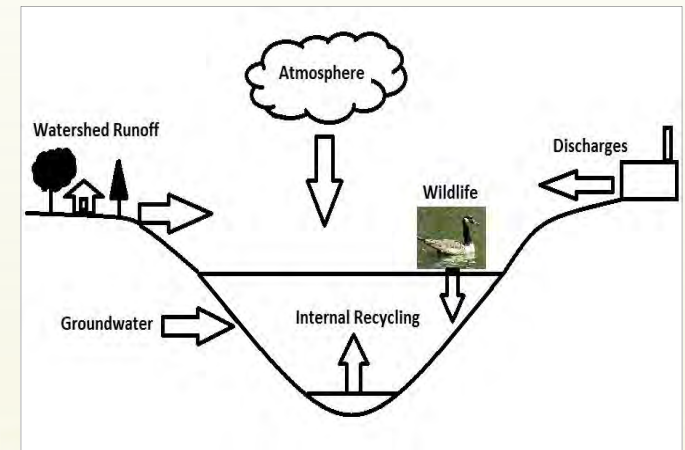 Atmosphere
Watershed Runoff
Discharges
Wildlife
Groundwater
Internal Recycling